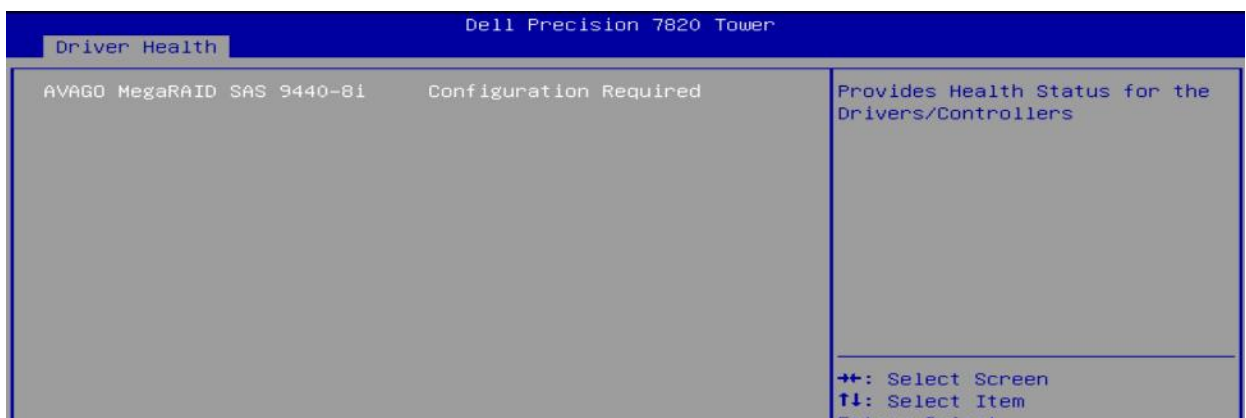 Dell Precision 7820 Tower
Driver Health
AVAGO MegaRAID SAS 9440-8i Configuration Required
Provides Health Status for the
Drivers/Controllers
→←: Select Screen
↑↓: Select Item